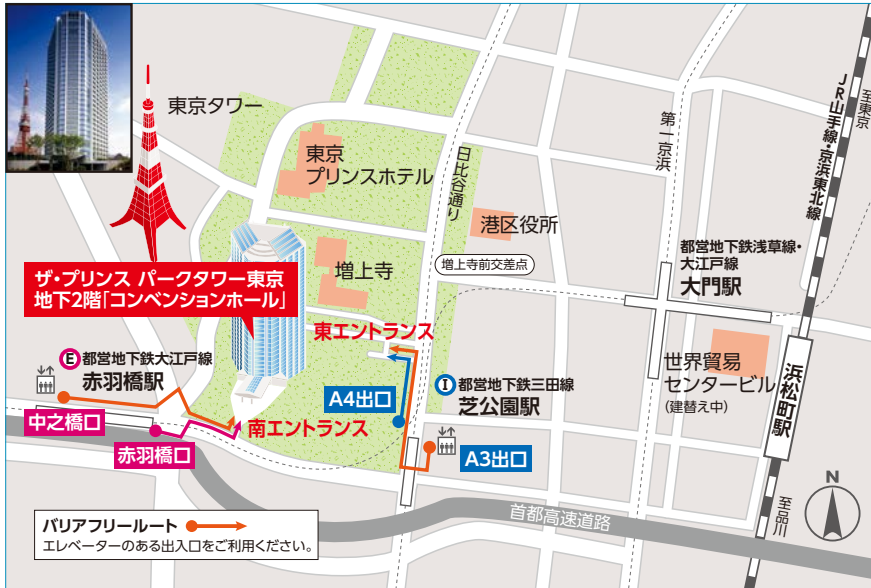 東京タワー
東京
プリンスホテル
日比谷通り
第一京浜
JR山手線・京浜東北線
至東京
港区役所
増上寺
増上寺前交差点
都営地下鉄浅草線・
大江戸線
大門駅
ザ・プリンス パークタワー東京
地下2階「コンベンションホール」
東エントランス
世界貿易
センタービル
(建替え中)
浜松町駅
E 都営地下鉄大江戸線
赤羽橋駅
A4出口
I 都営地下鉄三田線
芝公園駅
中之橋口
南エントランス
赤羽橋口
A3出口
N
至品川
首都高速道路
バリアフリールート
エレベーターのある出入口をご利用ください。